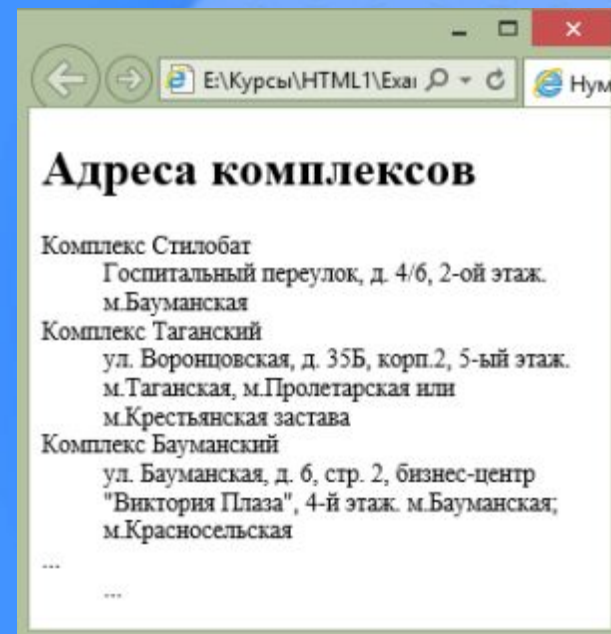 E:\Курсы\HTML1\Exai
Нум
Адреса комплексов
Комплекс Стилобат
Госпитальный переулок, д. 4/6, 2-ой этаж.
м.Бауманская
Комплекс Таганский
ул. Воронцовская, д. 35Б, корп.2, 5-ый этаж.
м.Таганская, м.Пролетарская или
м.Крестьянская застава
Комплекс Бауманский
ул. Бауманская, д. 6, стр. 2, бизнес-центр
"Виктория Плаза", 4-й этаж. м.Бауманская;
м.Красносельская
...
...